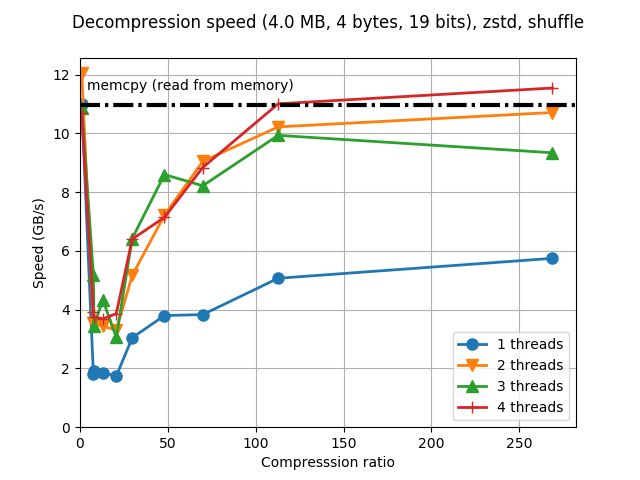 Decompression speed (4.0 MB, 4 bytes, 19 bits), zstd, shuffle
12
10
8
6
4
2
0
Speed (GB/s)
memcpy (read from memory)
1 threads
2 threads
3 threads
4 threads
0
50
100
150
200
250
Compresssion ratio